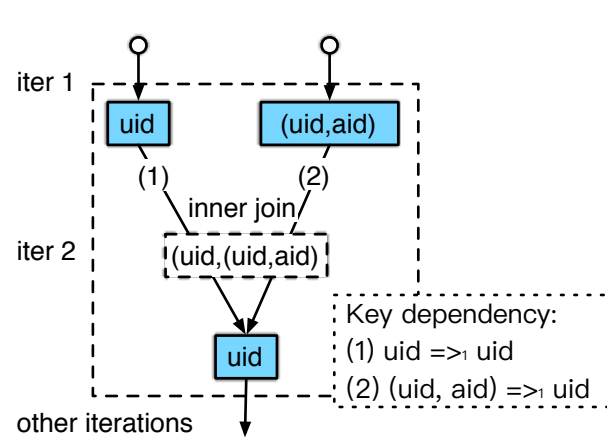 iter 1
uid
(uid,aid)
(1)
(2)
inner join
iter 2
(uid,(uid,aid)
uid
Key dependency:
(1) uid =>₁ uid
(2) (uid, aid) =>₁ uid
other iterations